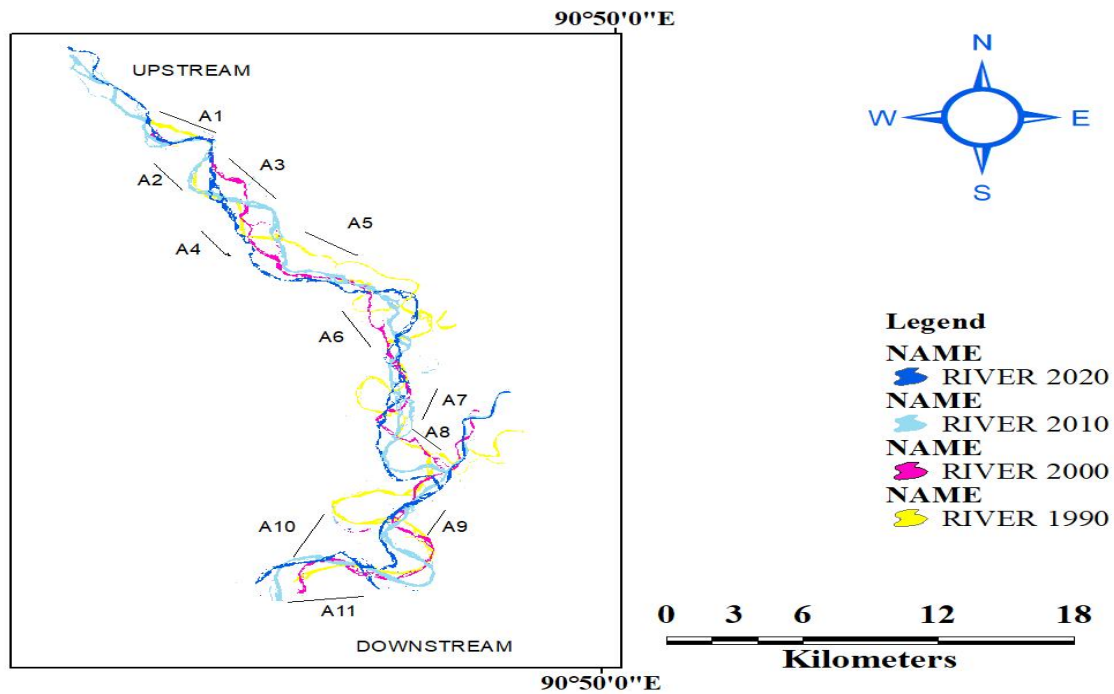 90°50'0"E
UPSTREAM
A1
A3
A2
A5
A4
A6
A7
A8
A10
A9
A11
DOWNSTREAM
90°50'0"E
N
W
E
S
Legend
NAME
RIVER 2020
NAME
RIVER 2010
NAME
RIVER 2000
NAME
RIVER 1990
0 3 6 12 18
Kilometers